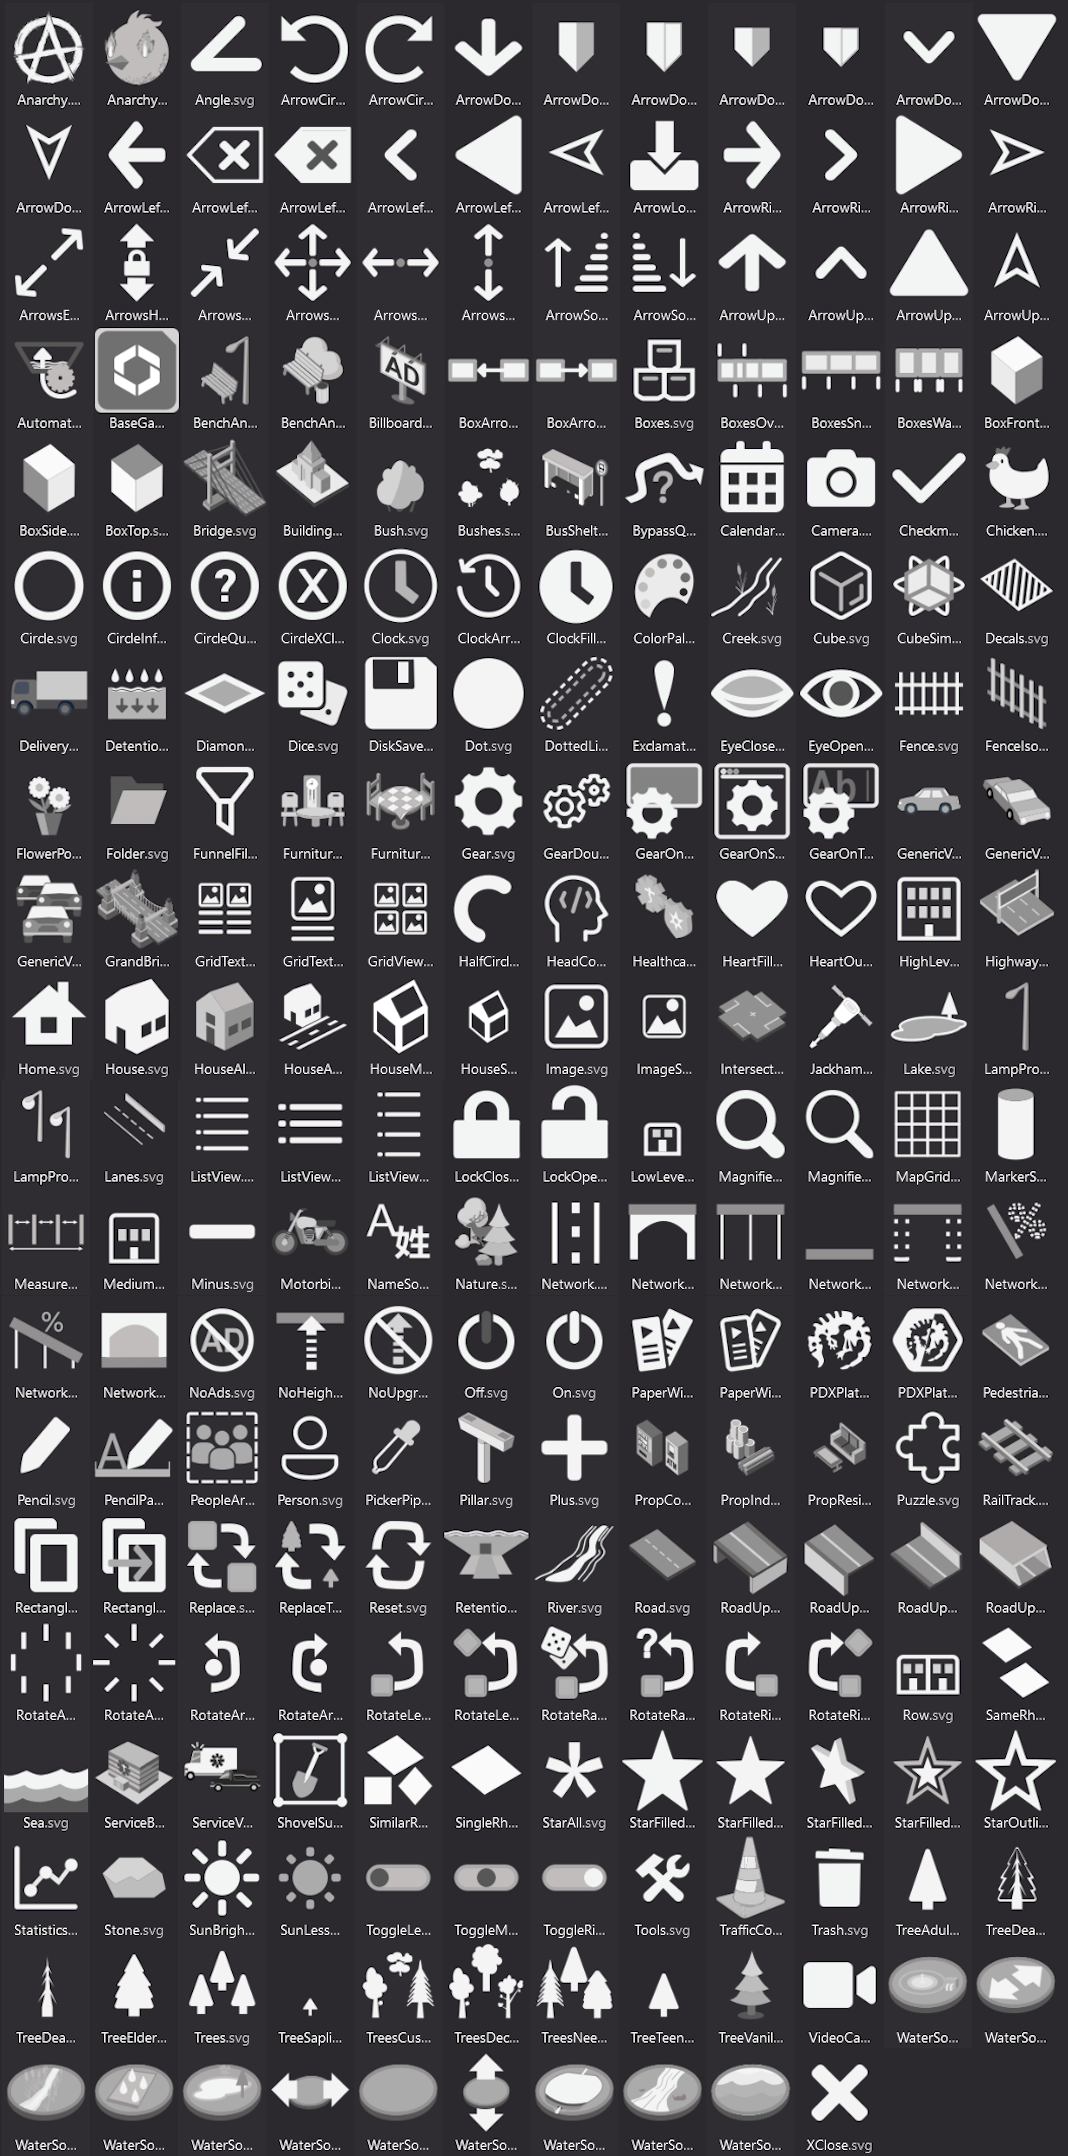 Anarchy.... Anarchy... Angle.svg ArrowCir... ArrowCir... ArrowDo... ArrowDo... ArrowDo... ArrowDo... ArrowDo... ArrowDo... ArrowDo...
ArrowDo... ArrowLef... ArrowLef... ArrowLef... ArrowLef... ArrowLef... ArrowLef... ArrowLo... ArrowRi... ArrowRi... ArrowRi... ArrowRi...
ArrowsE... ArrowsH... Arrows... Arrows... Arrows... Arrows... ArrowSo... ArrowSo... ArrowUp... ArrowUp... ArrowUp... ArrowUp...
AD
Automat... BaseGa... BenchAn... BenchAn... Billboard... BoxArro... BoxArro... Boxes.svg BoxesOv... BoxesSn... BoxesWa... BoxFront...
?
BoxSide.... BoxTop.s... Bridge.svg Building... Bush.svg Bushes.s... BusShelt... BypassQ... Calendar... Camera.... Checkm... Chicken....
i ? X
Circle.svg CircleInf... CircleQu... CircleXCl... Clock.svg ClockArr... ClockFill... ColorPal... Creek.svg Cube.svg CubeSim... Decals.svg
Delivery... Detentio... Diamon... Dice.svg DiskSave... Dot.svg DottedLi... Exclamat... EyeClose... EyeOpen... Fence.svg FenceIso...
Ab
FlowerPo... Folder.svg FunnelFil... Furnitur... Furnitur... Gear.svg GearDou... GearOn... GearOnS... GearOnT... GenericV... GenericV...
</>
GenericV... GrandBri... GridText... GridText... GridView... HalfCircl... HeadCo... Healthca... HeartFill... HeartOu... HighLev... Highway...
Home.svg House.svg HouseAl... HouseA... HouseM... HouseS... Image.svg ImageS... Intersect... Jackham... Lake.svg LampPro...
LampPro... Lanes.svg ListView.... ListView... ListView... LockClos... LockOpe... LowLeve... Magnifie... Magnifie... MapGrid... MarkerS...
A姓
Measure... Medium... Minus.svg Motorbi... NameSo... Nature.s... Network.... Network... Network... Network... Network... Network...
% AD
Network... Network... NoAds.svg NoHeigh... NoUpgr... Off.svg On.svg PaperWi... PaperWi... PDXPlat... PDXPlat... Pedestria...
A ATM
Pencil.svg PencilPa... PeopleAr... Person.svg PickerPip... Pillar.svg Plus.svg PropCo... PropInd... PropResi... Puzzle.svg RailTrack....
Rectangl... Rectangl... Replace.s... ReplaceT... Reset.svg Retentio... River.svg Road.svg RoadUp... RoadUp... RoadUp... RoadUp...
?
RotateA... RotateA... RotateAr... RotateAr... RotateLe... RotateLe... RotateRa... RotateRa... RotateRi... RotateRi... Row.svg SameRh...
Sea.svg ServiceB... ServiceV... ShovelSu... SimilarR... SingleRh... StarAll.svg StarFilled... StarFilled... StarFilled... StarFilled... StarOutli...
Statistics... Stone.svg SunBrigh... SunLess... ToggleLe... ToggleM... ToggleRi... Tools.svg TrafficCo... Trash.svg TreeAdul... TreeDea...
TreeDea... TreeElder... Trees.svg TreeSapli... TreesCus... TreesDec... TreesNee... TreeTeen... TreeVanil... VideoCa... WaterSo... WaterSo...
WaterSo... WaterSo... WaterSo... WaterSo... WaterSo... WaterSo... WaterSo... WaterSo... WaterSo... XClose.svg